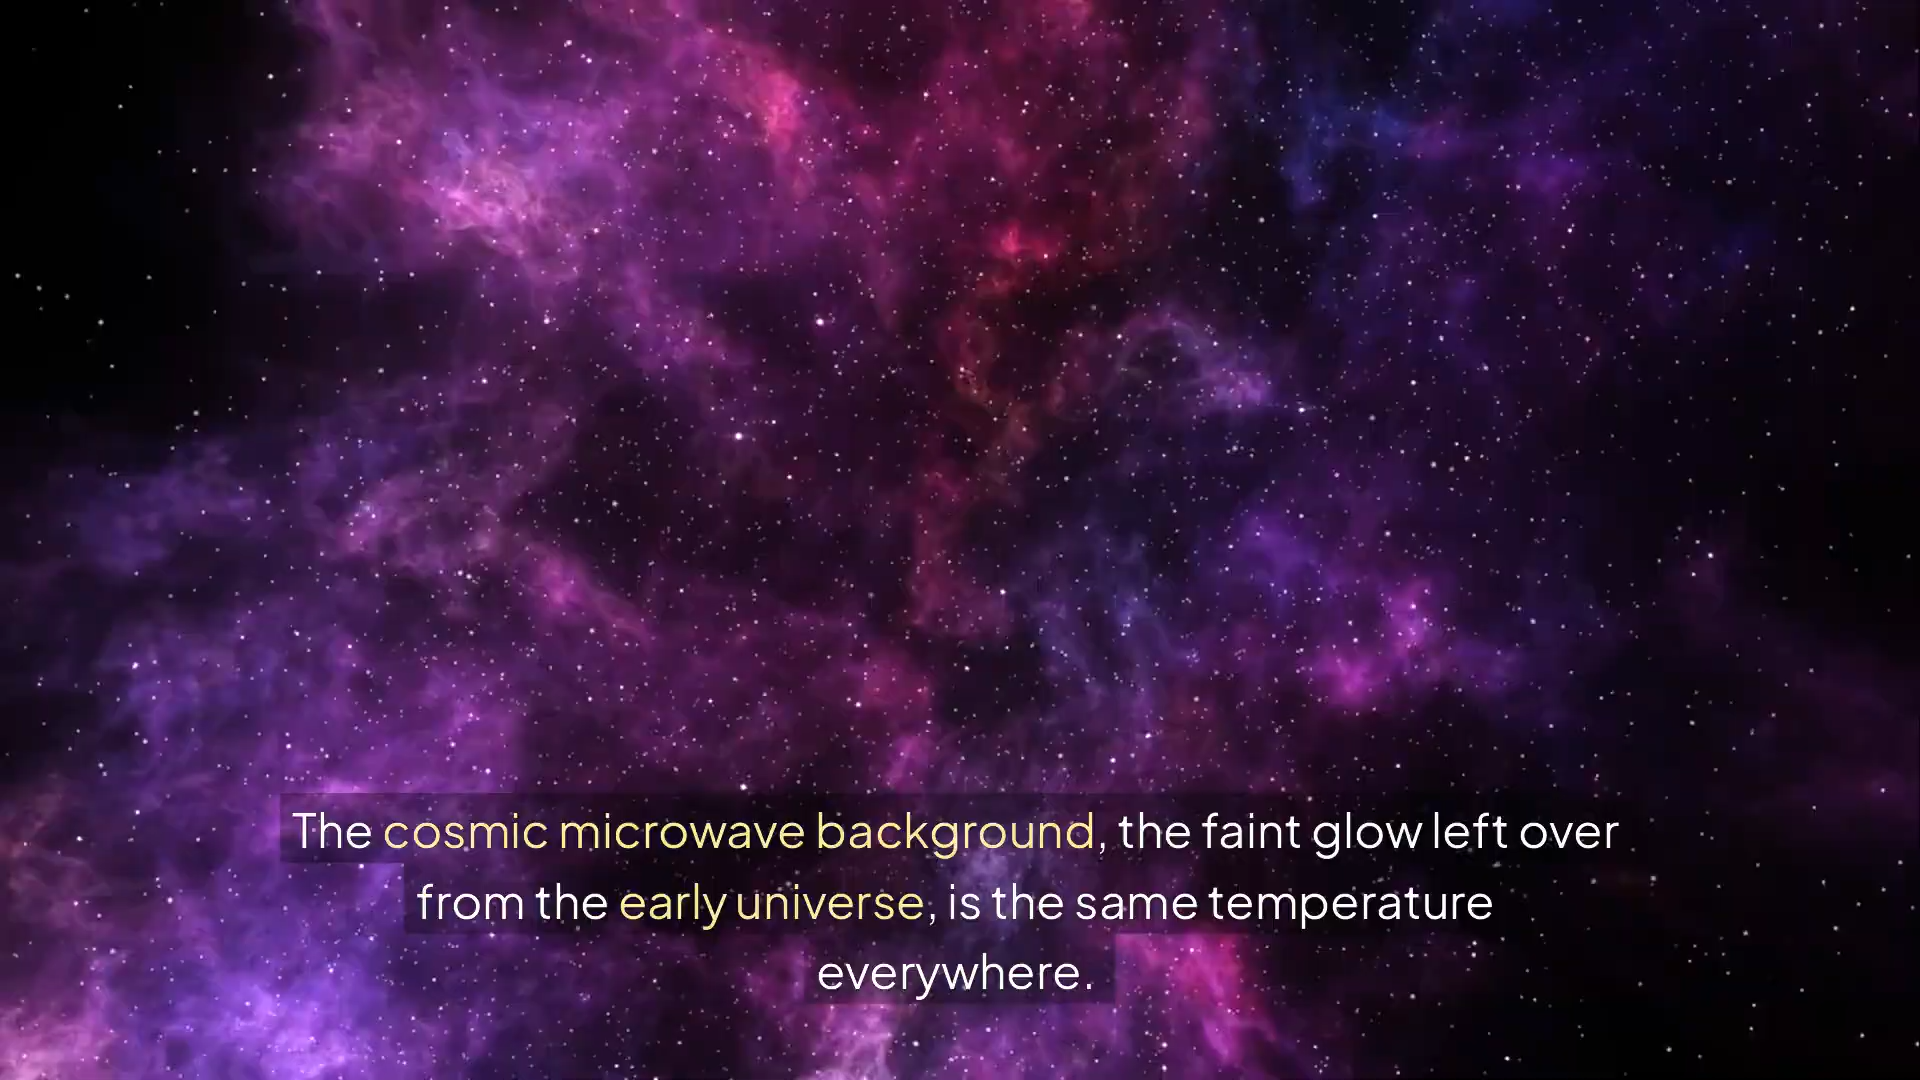 The cosmic microwave background, the faint glow left over
from the early universe, is the same temperature
everywhere.